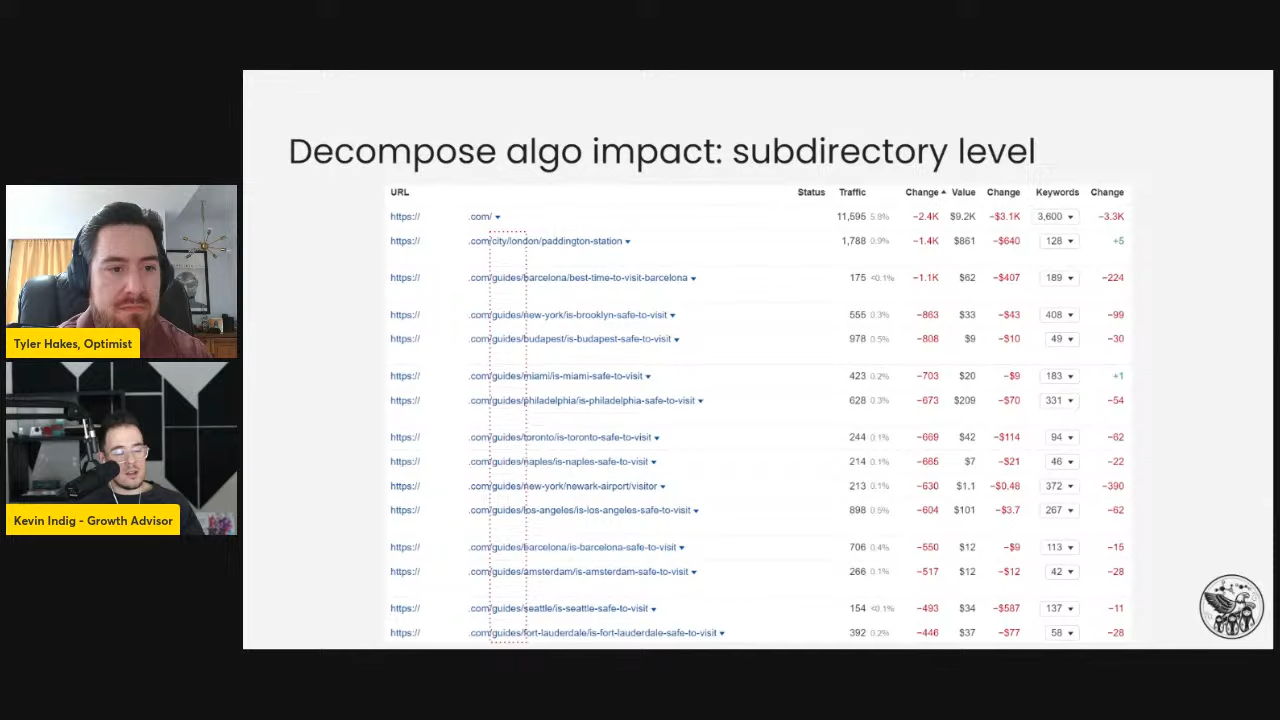 Decompose algo impact: subdirectory level
URL Status Traffic Change Value Change Keywords Change
https:// .com/ 11,595 5.8% −2.4K $9.2K −$3.1K 3,600 −3.3K
https:// .com/city/london/paddington-station 1,788 0.9% −1.4K $861 −$640 128 +5
https:// .com/guides/barcelona/best-time-to-visit-barcelona 175 <0.1% −1.1K $62 −$407 189 −224
https:// .com/guides/new-york/is-brooklyn-safe-to-visit 555 0.3% −863 $33 −$43 408 −99
https:// .com/guides/budapest/is-budapest-safe-to-visit 978 0.5% −808 $9 −$10 49 −30
https:// .com/guides/miami/is-miami-safe-to-visit 423 0.2% −703 $20 −$9 183 +1
https:// .com/guides/philadelphia/is-philadelphia-safe-to-visit 628 0.3% −673 $209 −$70 331 −54
https:// .com/guides/toronto/is-toronto-safe-to-visit 244 0.1% −669 $42 −$114 94 −62
https:// .com/guides/naples/is-naples-safe-to-visit 214 0.1% −665 $7 −$21 46 −22
https:// .com/guides/new-york/newark-airport/visitor 213 0.1% −630 $1.1 −$0.48 372 −390
https:// .com/guides/los-angeles/is-los-angeles-safe-to-visit 898 0.5% −604 $101 −$3.7 267 −62
https:// .com/guides/barcelona/is-barcelona-safe-to-visit 706 0.4% −550 $12 −$9 113 −15
https:// .com/guides/amsterdam/is-amsterdam-safe-to-visit 266 0.1% −517 $12 −$12 42 −28
https:// .com/guides/seattle/is-seattle-safe-to-visit 154 <0.1% −493 $34 −$587 137 −11
https:// .com/guides/fort-lauderdale/is-fort-lauderdale-safe-to-visit 392 0.2% −446 $37 −$77 58 −28
Tyler Hakes, Optimist
Kevin Indig - Growth Advisor